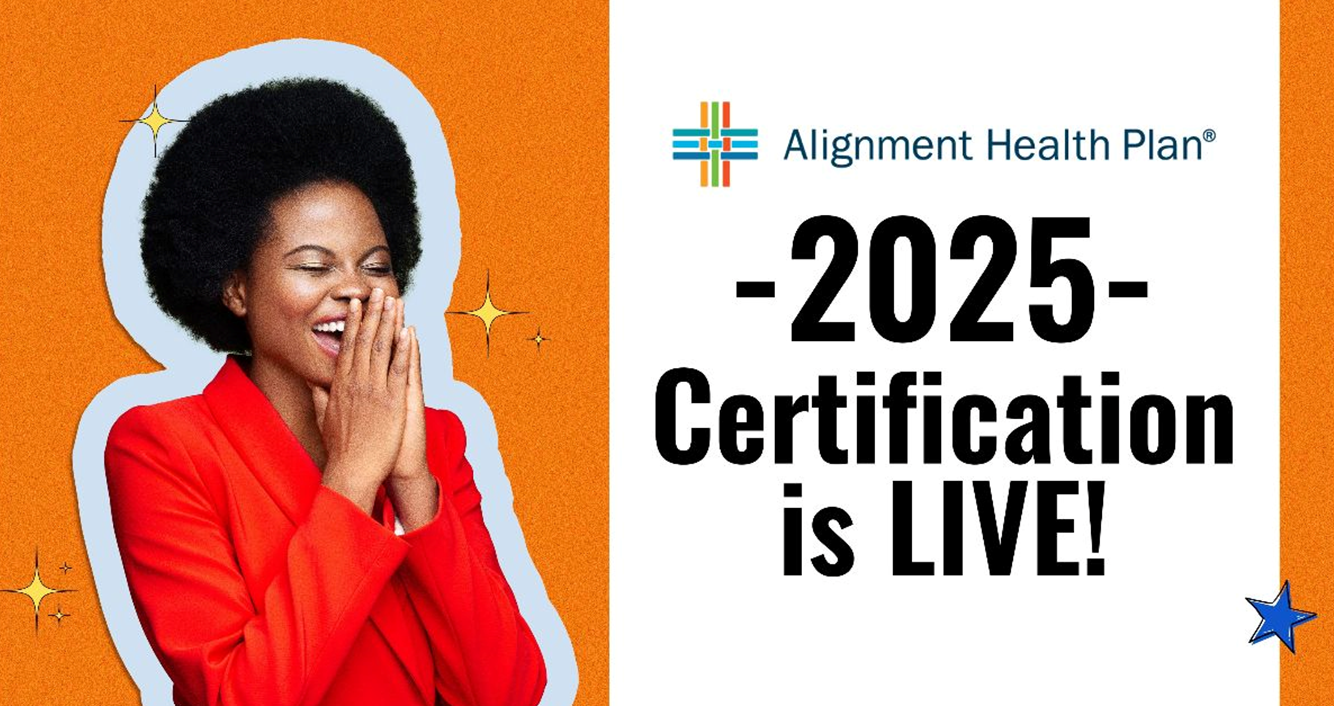 Alignment Health Plan®
-2025-
Certification
is LIVE!